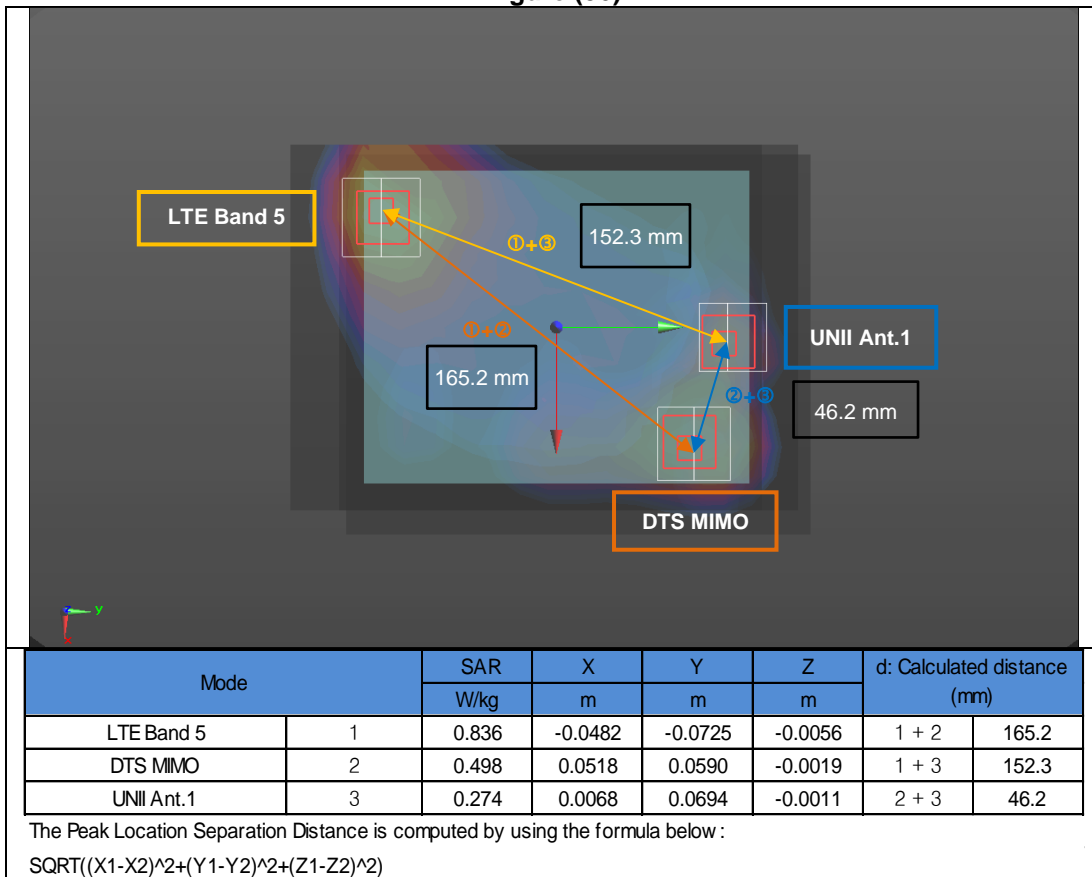 LTE Band 5
①+③
152.3 mm
①+②
UNII Ant.1
165.2 mm
②+③
46.2 mm
DTS MIMO
Y
X
Mode SAR X Y Z d: Calculated distance
W/kg m m m (mm)
LTE Band 5 1 0.836 -0.0482 -0.0725 -0.0056 1 + 2 165.2
DTS MIMO 2 0.498 0.0518 0.0590 -0.0019 1 + 3 152.3
UNII Ant.1 3 0.274 0.0068 0.0694 -0.0011 2 + 3 46.2
The Peak Location Separation Distance is computed by using the formula below :
SQRT((X1-X2)^2+(Y1-Y2)^2+(Z1-Z2)^2)